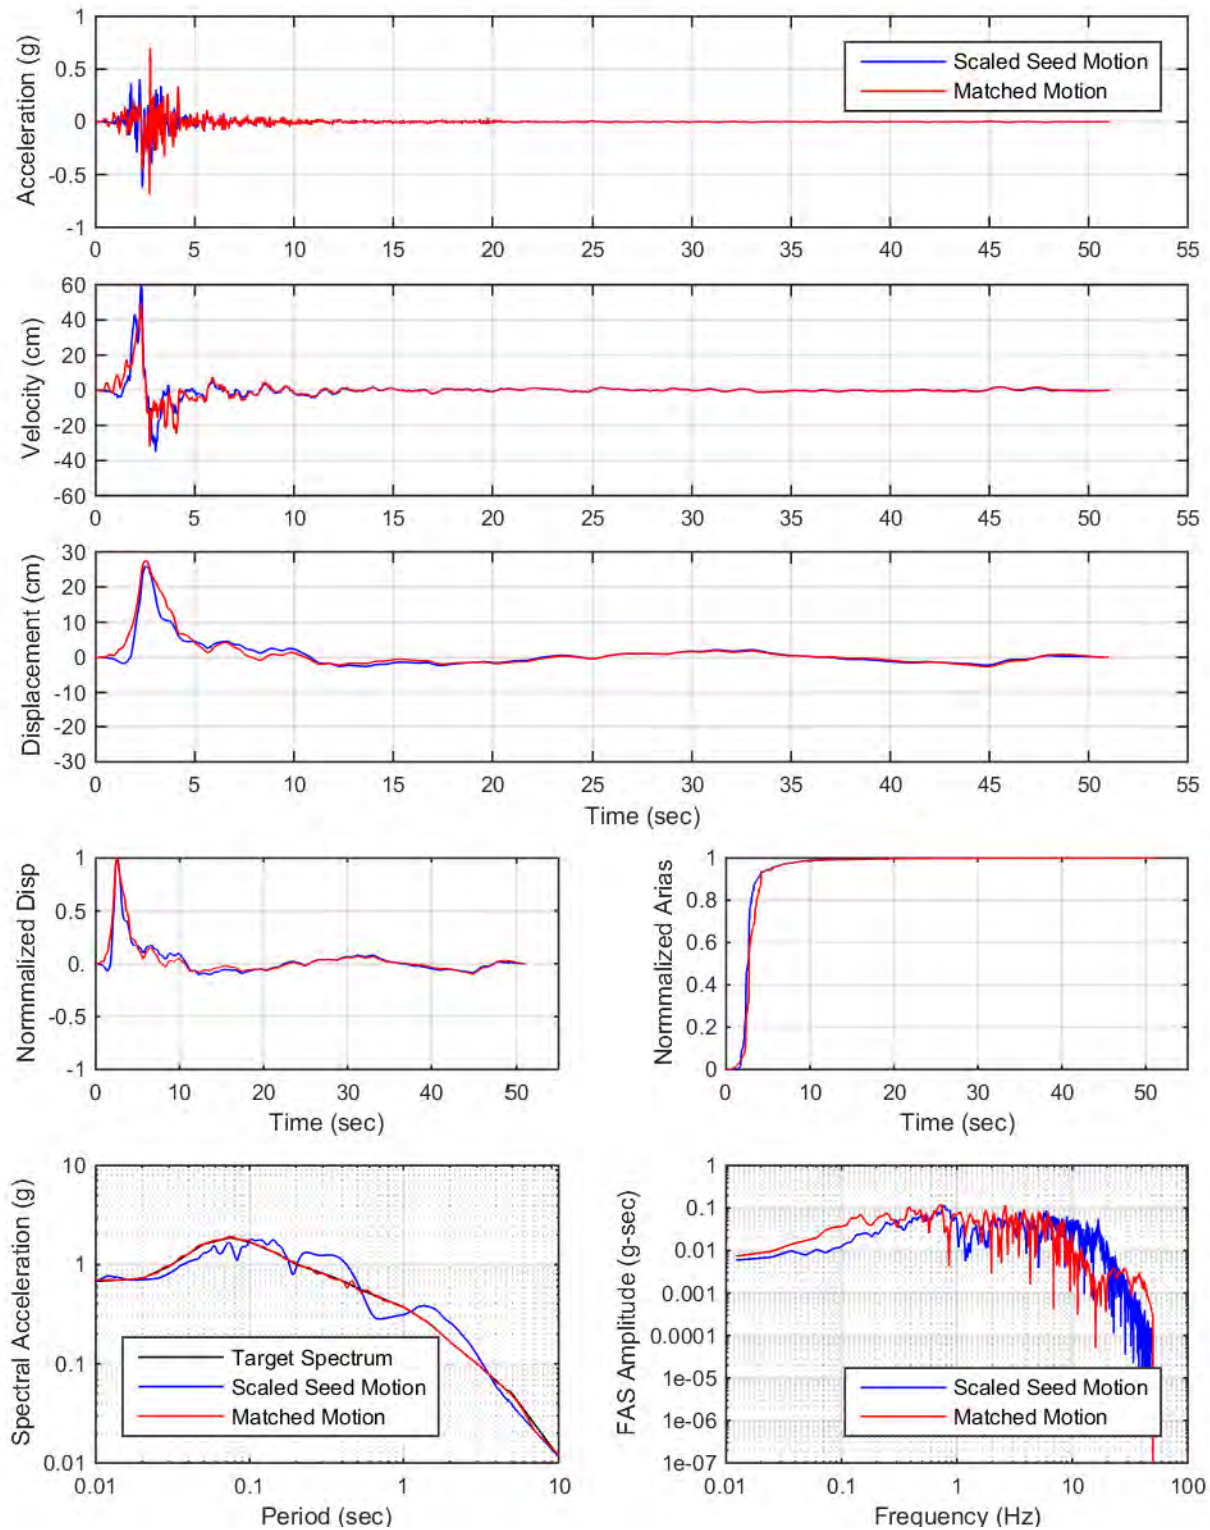 1
0.5
0
-0.5
-1
Acceleration (g)
Scaled Seed Motion
Matched Motion
0 5 10 15 20 25 30 35 40 45 50 55
60
40
20
0
-20
-40
-60
Velocity (cm)
0 5 10 15 20 25 30 35 40 45 50 55
30
20
10
0
-10
-20
-30
Displacement (cm)
0 5 10 15 20 25 30 35 40 45 50 55
Time (sec)
1
0.5
0
-0.5
-1
Normmalized Disp
0 10 20 30 40 50
Time (sec)
1
0.8
0.6
0.4
0.2
0
Normmalized Arias
0 10 20 30 40 50
Time (sec)
10
1
0.1
0.01
Spectral Acceleration (g)
Target Spectrum
Scaled Seed Motion
Matched Motion
0.01 0.1 1 10
Period (sec)
1
0.1
0.01
0.001
0.0001
1e-05
1e-06
1e-07
FAS Amplitude (g-sec)
Scaled Seed Motion
Matched Motion
0.01 0.1 1 10 100
Frequency (Hz)